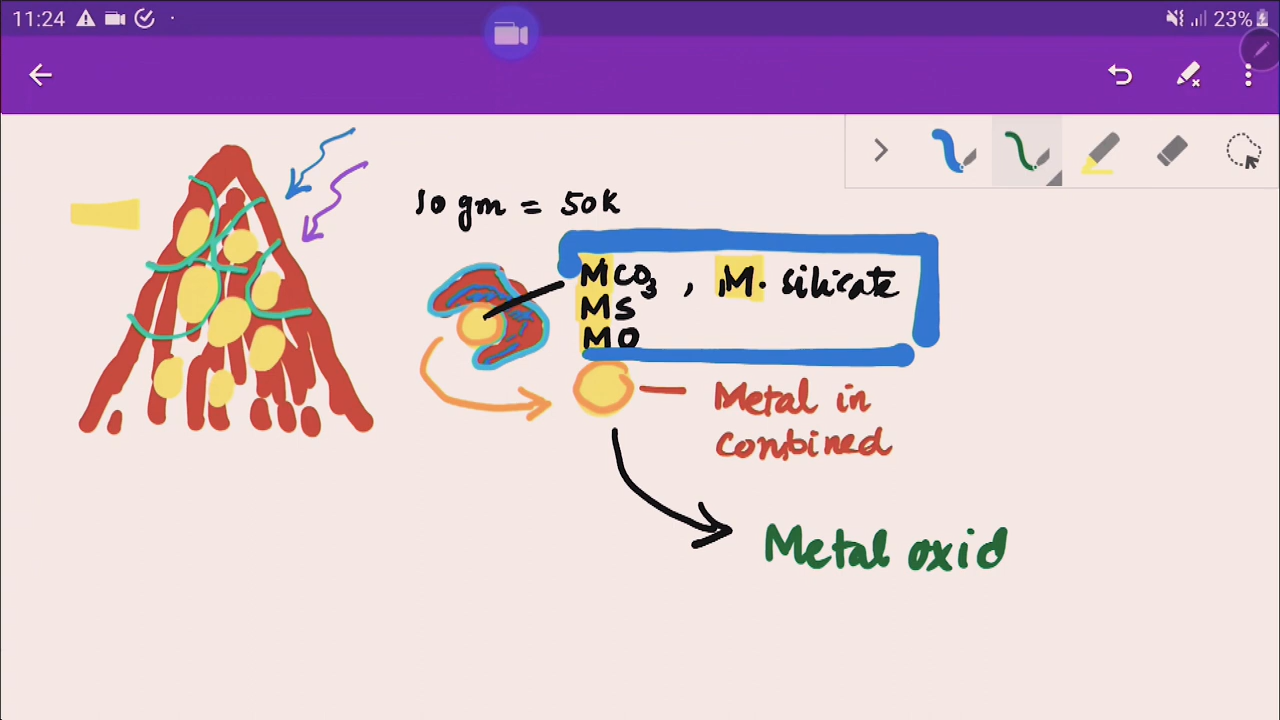 11:24
23%
10 gm = 50K
MCO3 , M. silicate
MS
MO
Metal in
combined
Metal oxid